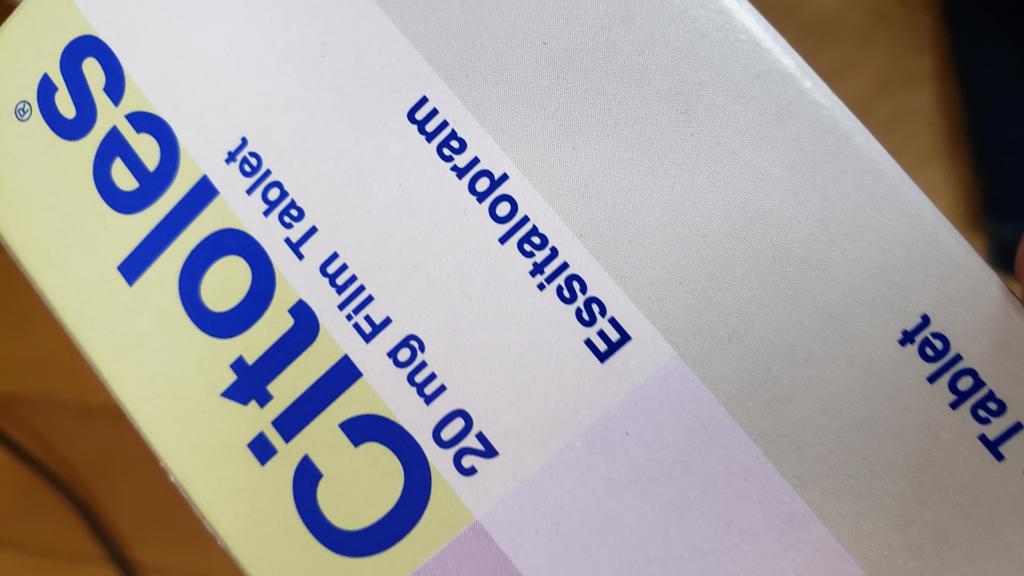 Citoles®
20 mg Film Tablet
Essitalopram
Tablet